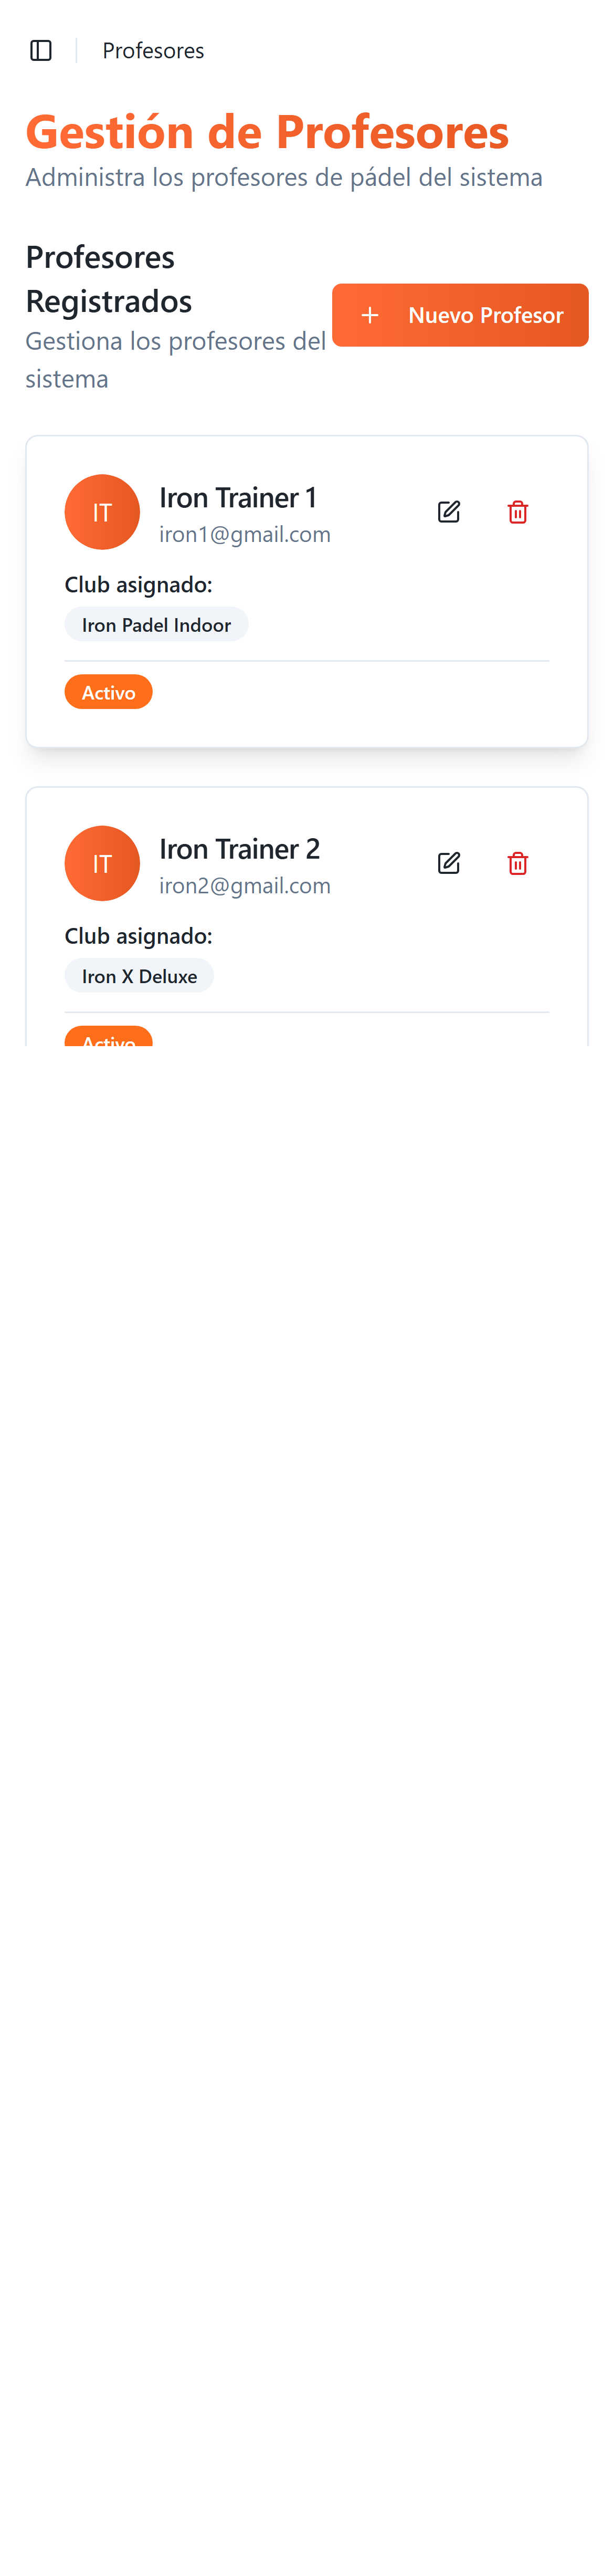 Profesores
Gestión de Profesores
Administra los profesores de pádel del sistema
Profesores
Registrados
Gestiona los profesores del
sistema
Nuevo Profesor
IT
Iron Trainer 1
iron1@gmail.com
Club asignado:
Iron Padel Indoor
Activo
IT
Iron Trainer 2
iron2@gmail.com
Club asignado:
Iron X Deluxe
Activo